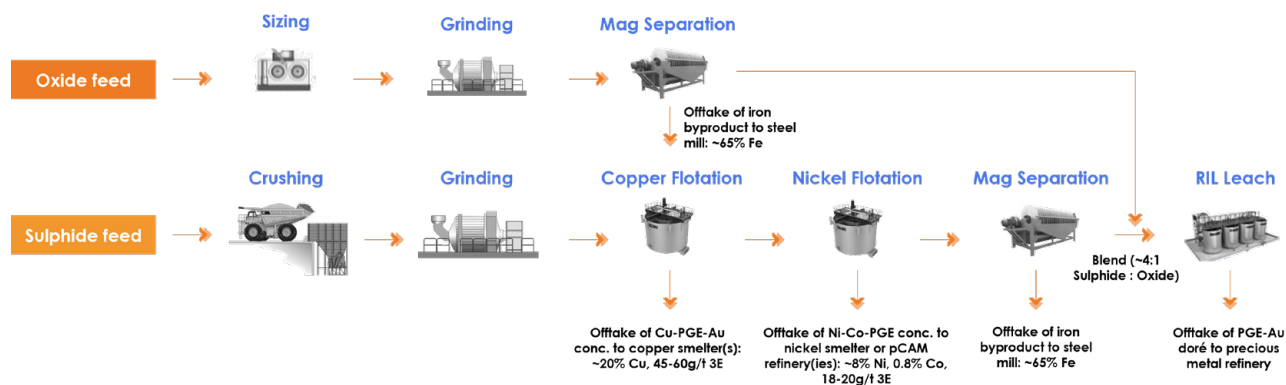 Sizing
Grinding
Mag Separation
Oxide feed
Offtake of iron
byproduct to steel
mill: ~65% Fe
Crushing
Grinding
Copper Flotation
Nickel Flotation
Mag Separation
RIL Leach
Sulphide feed
Blend (~4:1
Sulphide : Oxide)
Offtake of Cu-PGE-Au
conc. to copper smelter(s):
~20% Cu, 45-60g/t 3E
Offtake of Ni-Co-PGE conc. to
nickel smelter or pCAM
refinery(ies): ~8% Ni, 0.8% Co,
18-20g/t 3E
Offtake of iron
byproduct to steel
mill: ~65% Fe
Offtake of PGE-Au
doré to precious
metal refinery